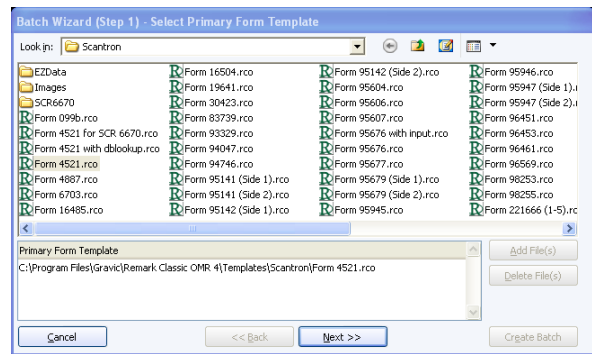 Batch Wizard (Step 1) - Select Primary Form Template
Look in: Scantron
EZData
Images
SCR6670
Form 099b.rco
Form 4521 for SCR 6670.rco
Form 4521 with dblookup.rco
Form 4521.rco
Form 4887.rco
Form 6703.rco
Form 16485.rco
Form 16504.rco
Form 19641.rco
Form 30423.rco
Form 83739.rco
Form 93329.rco
Form 94047.rco
Form 94746.rco
Form 95141 (Side 1).rco
Form 95141 (Side 2).rco
Form 95142 (Side 1).rco
Form 95142 (Side 2).rco
Form 95604.rco
Form 95606.rco
Form 95607.rco
Form 95676 with input.rco
Form 95676.rco
Form 95677.rco
Form 95679 (Side 1).rco
Form 95679 (Side 2).rco
Form 95945.rco
Form 95946.rco
Form 95947 (Side 1).r
Form 95947 (Side 2).r
Form 96451.rco
Form 96453.rco
Form 96461.rco
Form 96569.rco
Form 98253.rco
Form 98255.rco
Form 221666 (1-5).rc
Primary Form Template
C:\Program Files\Gravic\Remark Classic OMR 4\Templates\Scantron\Form 4521.rco
Add File(s)
Delete File(s)
Cancel
<< Back
Next >>
Create Batch